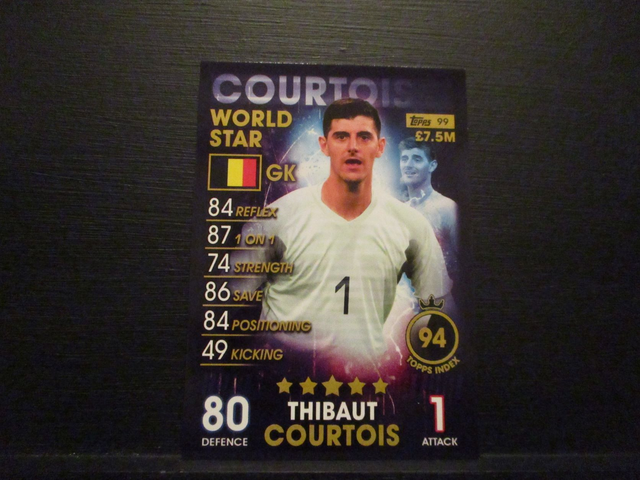 COURTOIS
WORLD
STAR
TOPPS 99
£7.5M
GK
84 REFLEX
87 1 ON 1
74 STRENGTH
86 SAVE
84 POSITIONING
49 KICKING
1
94
TOPPS INDEX
80
DEFENCE
THIBAUT
COURTOIS
1
ATTACK